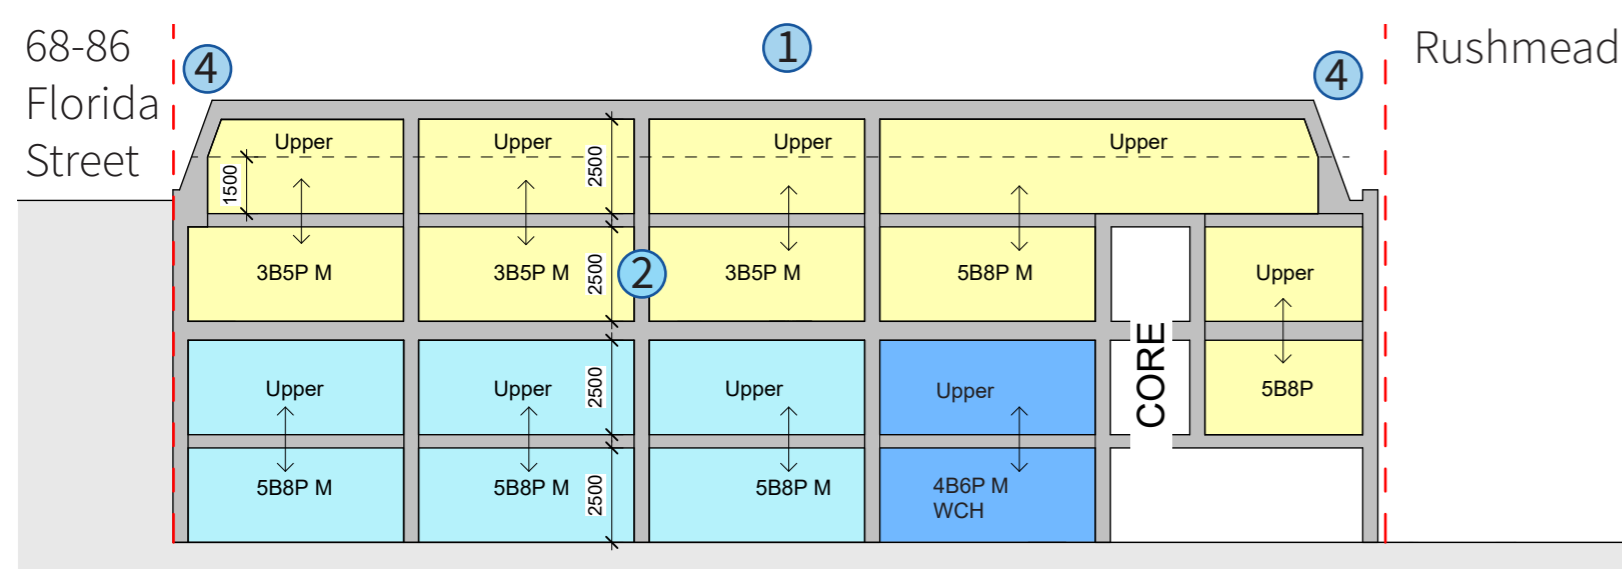 68-86
Florida
Street
4
1
4
Rushmead
Upper
Upper
2500
Upper
Upper
1500
3B5P M
3B5P M
2500
2
3B5P M
5B8P M
Upper
CORE
Upper
Upper
2500
Upper
Upper
5B8P
5B8P M
5B8P M
2500
5B8P M
4B6P M
WCH